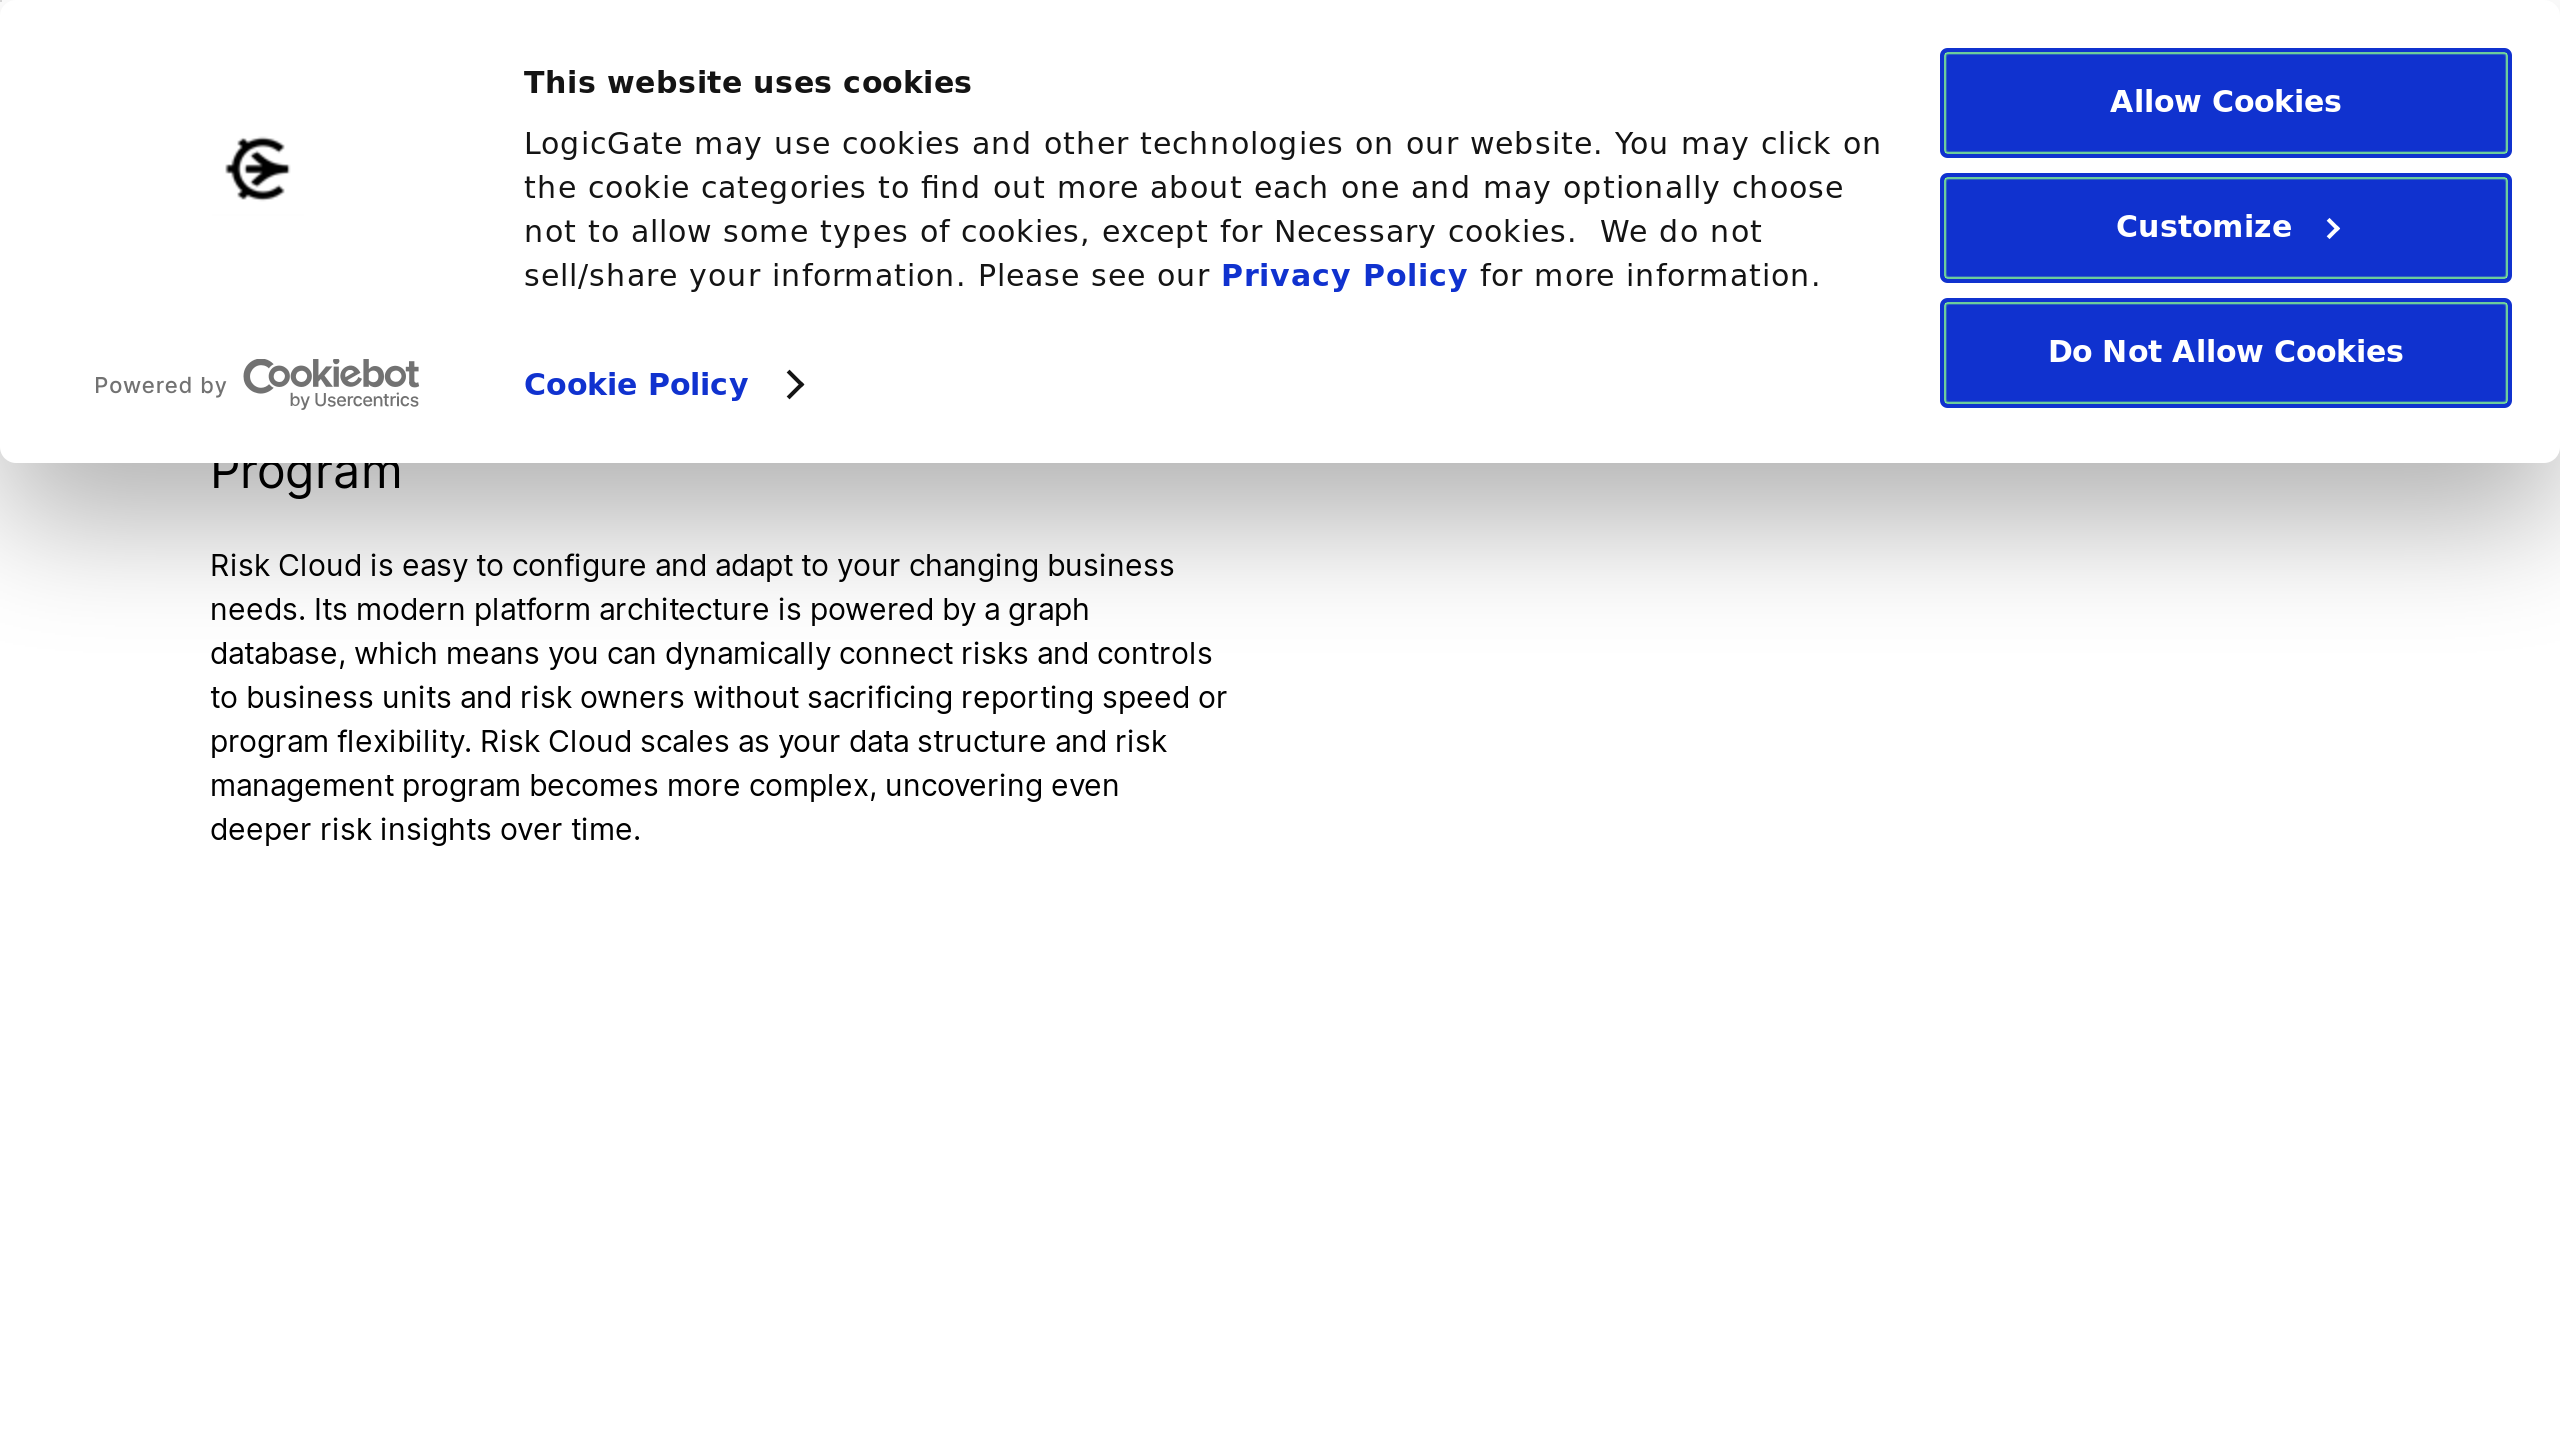 This website uses cookies
LogicGate may use cookies and other technologies on our website. You may click on
the cookie categories to find out more about each one and may optionally choose
not to allow some types of cookies, except for Necessary cookies.  We do not
sell/share your information. Please see our Privacy Policy for more information.
Powered by Cookiebot
by Usercentrics
Cookie Policy
Allow Cookies
Customize
Do Not Allow Cookies
Program
Risk Cloud is easy to configure and adapt to your changing business
needs. Its modern platform architecture is powered by a graph
database, which means you can dynamically connect risks and controls
to business units and risk owners without sacrificing reporting speed or
program flexibility. Risk Cloud scales as your data structure and risk
management program becomes more complex, uncovering even
deeper risk insights over time.